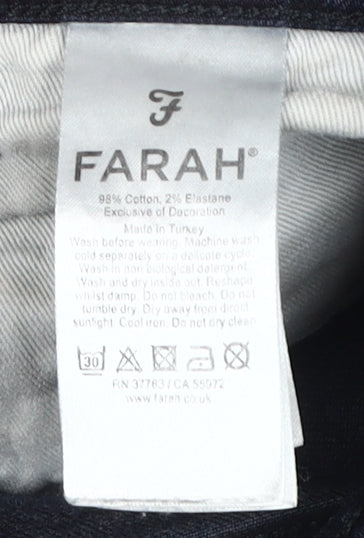 F
FARAH®
98% Cotton, 2% Elastane
Exclusive of Decoration
Made in Turkey
Wash before wearing. Machine wash
cold separately on a delicate cycle.
Wash in non biological detergent.
Wash and dry inside out. Reshape
whilst damp. Do not bleach. Do not
tumble dry. Dry away from direct
sunlight. Cool iron. Do not dry clean.
30
RN 37763 / CA 55972
www.farah.co.uk